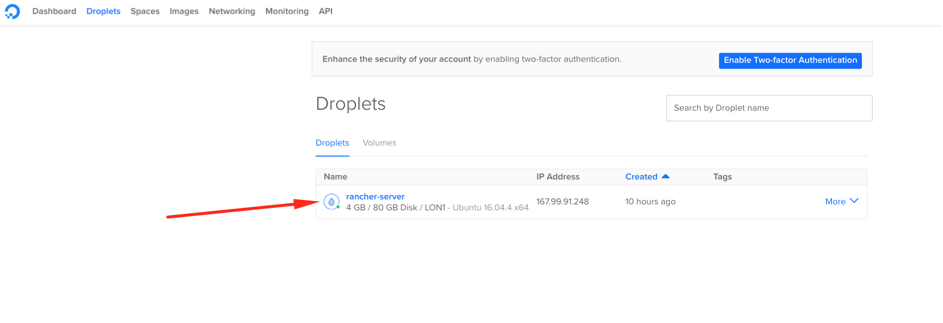 Dashboard Droplets Spaces Images Networking Monitoring API
Enhance the security of your account by enabling two-factor authentication.
Enable Two-factor Authentication
Droplets
Search by Droplet name
Droplets Volumes
Name IP Address Created Tags
rancher-server
4 GB / 80 GB Disk / LON1 - Ubuntu 16.04.4 x64
167.99.91.248 10 hours ago More